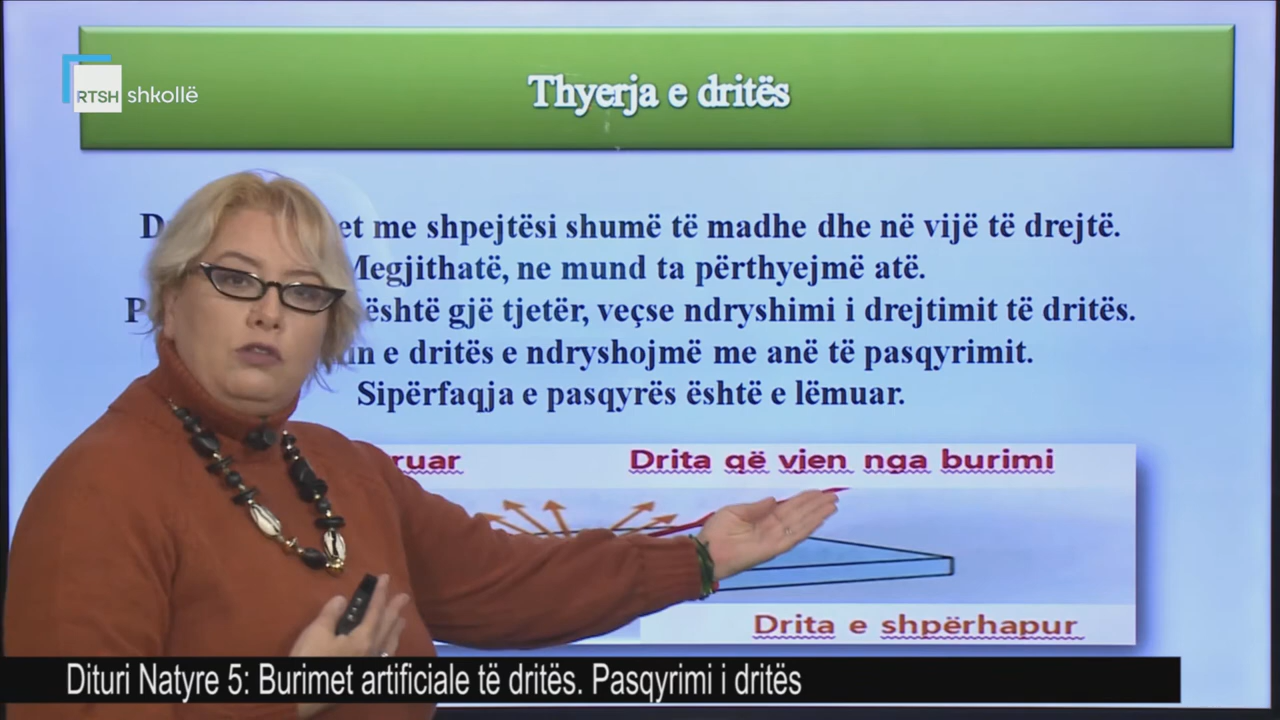 Thyerja e dritës
RTSH shkollë
et me shpejtësi shumë të madhe dhe në vijë të drejtë.
Megjithatë, ne mund ta përthyejmë atë.
është gjë tjetër, veçse ndryshimi i drejtimit të dritës.
e dritës e ndryshojmë me anë të pasqyrimit.
Sipërfaqja e pasqyrës është e lëmuar.
ruar
Drita që vjen nga burimi
Drita e shpërhapur
Dituri Natyre 5: Burimet artificiale të dritës. Pasqyrimi i dritës